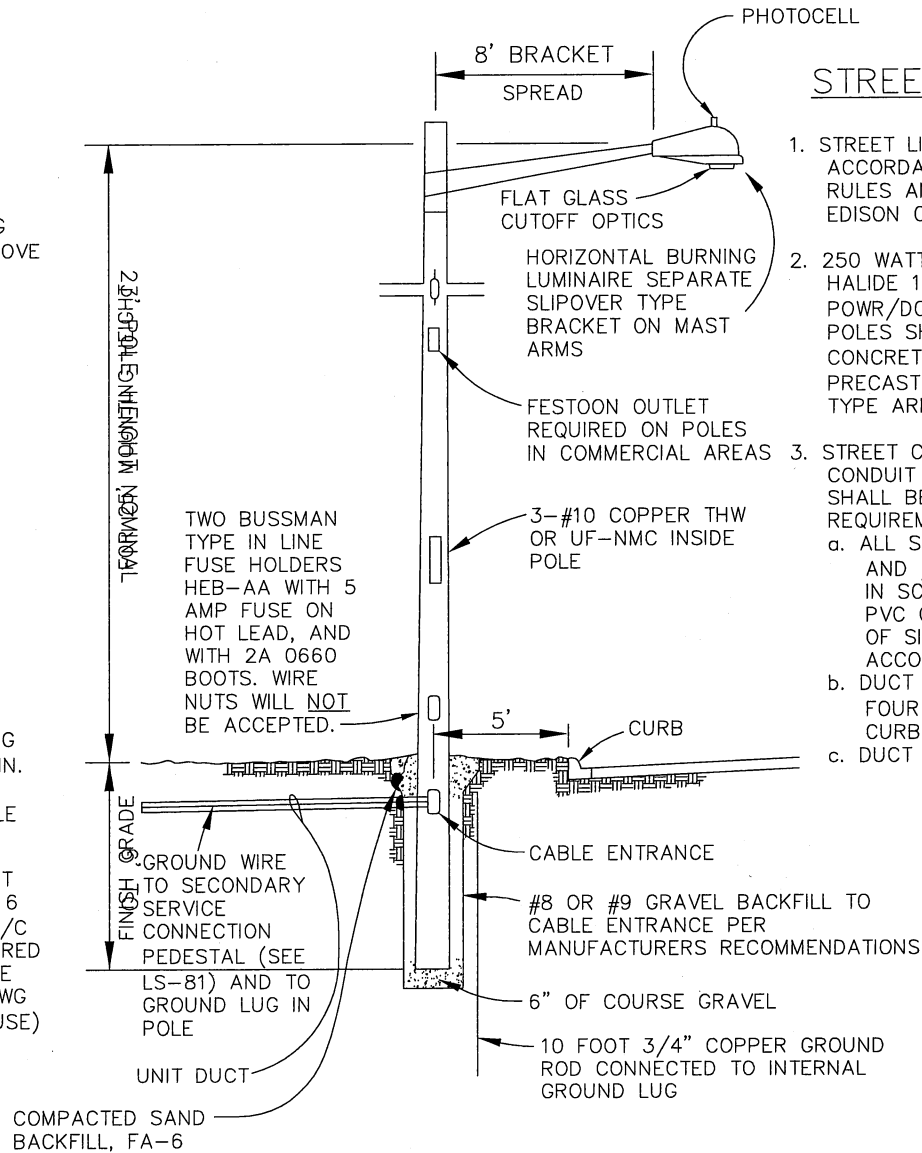 PHOTOCELL
8' BRACKET
SPREAD
STREE
FLAT GLASS
CUTOFF OPTICS
HORIZONTAL BURNING
LUMINAIRE SEPARATE
SLIPOVER TYPE
BRACKET ON MAST
ARMS
FESTOON OUTLET
REQUIRED ON POLES
IN COMMERCIAL AREAS
3-#10 COPPER THW
OR UF-NMC INSIDE
POLE
TWO BUSSMAN
TYPE IN LINE
FUSE HOLDERS
HEB-AA WITH 5
AMP FUSE ON
HOT LEAD, AND
WITH 2A 0660
BOOTS. WIRE
NUTS WILL NOT
BE ACCEPTED.
5'
CURB
CABLE ENTRANCE
#8 OR #9 GRAVEL BACKFILL TO
CABLE ENTRANCE PER
MANUFACTURERS RECOMMENDATIONS
6" OF COURSE GRAVEL
10 FOOT 3/4" COPPER GROUND
ROD CONNECTED TO INTERNAL
GROUND LUG
GROUND WIRE
TO SECONDARY
SERVICE
CONNECTION
PEDESTAL (SEE
LS-81) AND TO
GROUND LUG IN
POLE
UNIT DUCT
COMPACTED SAND
BACKFILL, FA-6
FINISH GRADE
1. STREET LI
ACCORDA
RULES A
EDISON C
2. 250 WATT
HALIDE 1
POWR/DO
POLES SH
CONCRET
PRECAST
TYPE ARE
3. STREET C
CONDUIT
SHALL BE
REQUIREM
a. ALL S
AND
IN SC
PVC
OF SI
ACCO
b. DUCT
FOUR
CURB
c. DUCT
G
OVE
G
IN.
LE
T
6
/C
RED
E
WG
USE)